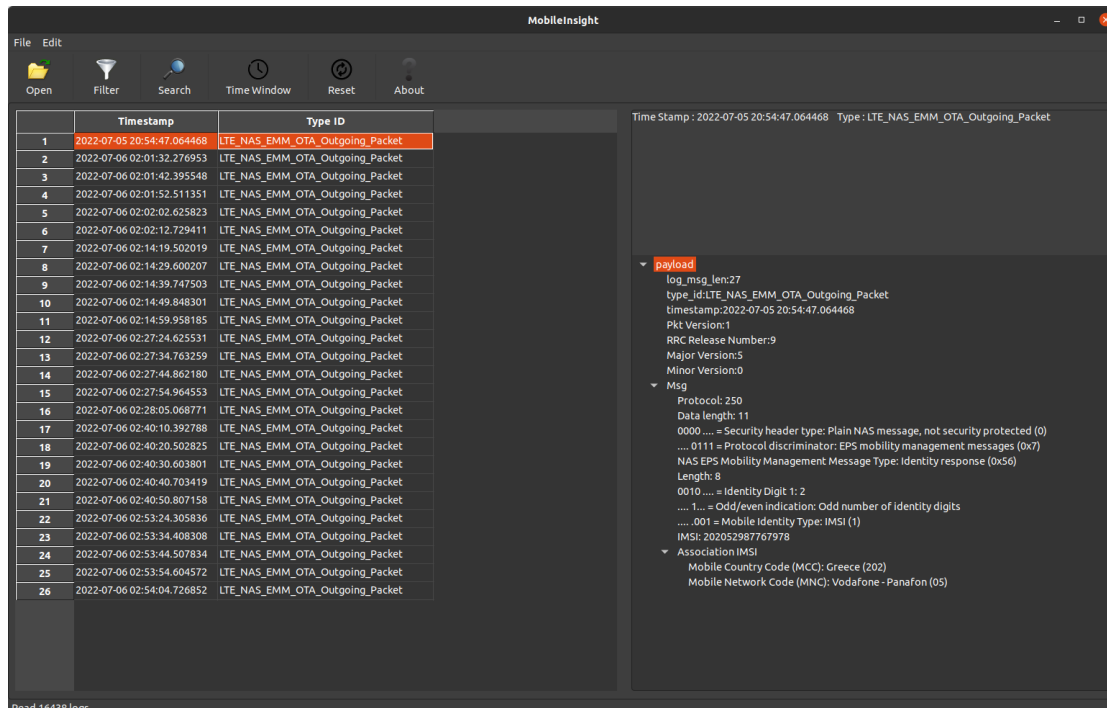 MobileInsight
File Edit
Open Filter Search Time Window Reset About
Timestamp Type ID
1 2022-07-05 20:54:47.064468 LTE_NAS_EMM_OTA_Outgoing_Packet
2 2022-07-06 02:01:32.276953 LTE_NAS_EMM_OTA_Outgoing_Packet
3 2022-07-06 02:01:42.395548 LTE_NAS_EMM_OTA_Outgoing_Packet
4 2022-07-06 02:01:52.511351 LTE_NAS_EMM_OTA_Outgoing_Packet
5 2022-07-06 02:02:02.625823 LTE_NAS_EMM_OTA_Outgoing_Packet
6 2022-07-06 02:02:12.729411 LTE_NAS_EMM_OTA_Outgoing_Packet
7 2022-07-06 02:14:19.502019 LTE_NAS_EMM_OTA_Outgoing_Packet
8 2022-07-06 02:14:29.600207 LTE_NAS_EMM_OTA_Outgoing_Packet
9 2022-07-06 02:14:39.747503 LTE_NAS_EMM_OTA_Outgoing_Packet
10 2022-07-06 02:14:49.848301 LTE_NAS_EMM_OTA_Outgoing_Packet
11 2022-07-06 02:14:59.958185 LTE_NAS_EMM_OTA_Outgoing_Packet
12 2022-07-06 02:27:24.625531 LTE_NAS_EMM_OTA_Outgoing_Packet
13 2022-07-06 02:27:34.763259 LTE_NAS_EMM_OTA_Outgoing_Packet
14 2022-07-06 02:27:44.862180 LTE_NAS_EMM_OTA_Outgoing_Packet
15 2022-07-06 02:27:54.964553 LTE_NAS_EMM_OTA_Outgoing_Packet
16 2022-07-06 02:28:05.068771 LTE_NAS_EMM_OTA_Outgoing_Packet
17 2022-07-06 02:40:10.392788 LTE_NAS_EMM_OTA_Outgoing_Packet
18 2022-07-06 02:40:20.502825 LTE_NAS_EMM_OTA_Outgoing_Packet
19 2022-07-06 02:40:30.603801 LTE_NAS_EMM_OTA_Outgoing_Packet
20 2022-07-06 02:40:40.703419 LTE_NAS_EMM_OTA_Outgoing_Packet
21 2022-07-06 02:40:50.807158 LTE_NAS_EMM_OTA_Outgoing_Packet
22 2022-07-06 02:53:24.305836 LTE_NAS_EMM_OTA_Outgoing_Packet
23 2022-07-06 02:53:34.408308 LTE_NAS_EMM_OTA_Outgoing_Packet
24 2022-07-06 02:53:44.507834 LTE_NAS_EMM_OTA_Outgoing_Packet
25 2022-07-06 02:53:54.604572 LTE_NAS_EMM_OTA_Outgoing_Packet
26 2022-07-06 02:54:04.726852 LTE_NAS_EMM_OTA_Outgoing_Packet
Time Stamp : 2022-07-05 20:54:47.064468 Type : LTE_NAS_EMM_OTA_Outgoing_Packet
payload
log_msg_len:27
type_id:LTE_NAS_EMM_OTA_Outgoing_Packet
timestamp:2022-07-05 20:54:47.064468
Pkt Version:1
RRC Release Number:9
Major Version:5
Minor Version:0
Msg
Protocol: 250
Data length: 11
0000 .... = Security header type: Plain NAS message, not security protected (0)
.... 0111 = Protocol discriminator: EPS mobility management messages (0x7)
NAS EPS Mobility Management Message Type: Identity response (0x56)
Length: 8
0010 .... = Identity Digit 1: 2
.... 1... = Odd/even indication: Odd number of identity digits
.... .001 = Mobile Identity Type: IMSI (1)
IMSI: 202052987767978
Association IMSI
Mobile Country Code (MCC): Greece (202)
Mobile Network Code (MNC): Vodafone - Panafon (05)
Read 16438 logs